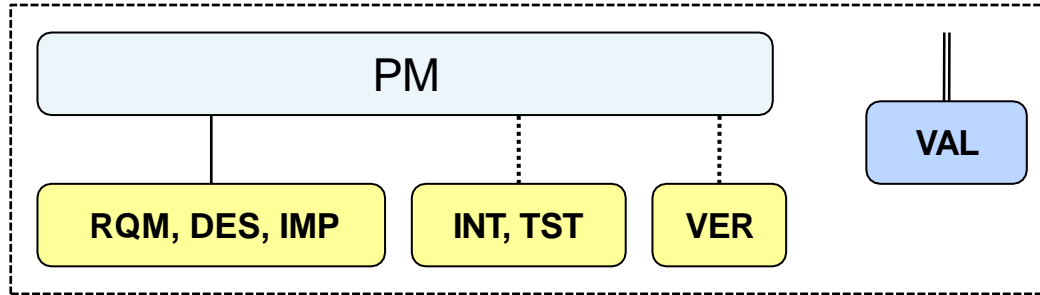 PM
VAL
RQM, DES, IMP
INT, TST
VER